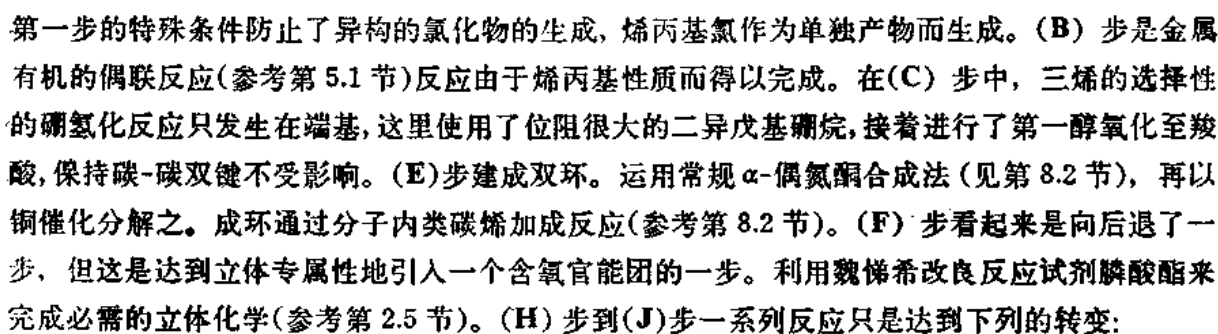 第一步的特殊条件防止了异构的氯化物的生成, 烯丙基氯作为单独产物而生成。(B) 步是金属
有机的偶联反应(参考第 5.1 节)反应由于烯丙基性质而得以完成。在(C) 步中, 三烯的选择性
的硼氢化反应只发生在端基,这里使用了位阻很大的二异戊基硼烷,接着进行了第一醇氧化至羧
酸,保持碳-碳双键不受影响。(E)步建成双环。运用常规 α-偶氮酮合成法 (见第 8.2 节), 再以
铜催化分解之。成环通过分子内类碳烯加成反应(参考第 8.2 节)。(F) 步看起来是向后退了一
步, 但这是达到立体专属性地引入一个含氧官能团的一步。利用魏悌希改良反应试剂膦酸酯来
完成必需的立体化学(参考第 2.5 节)。(H) 步到(J)步一系列反应只是达到下列的转变: